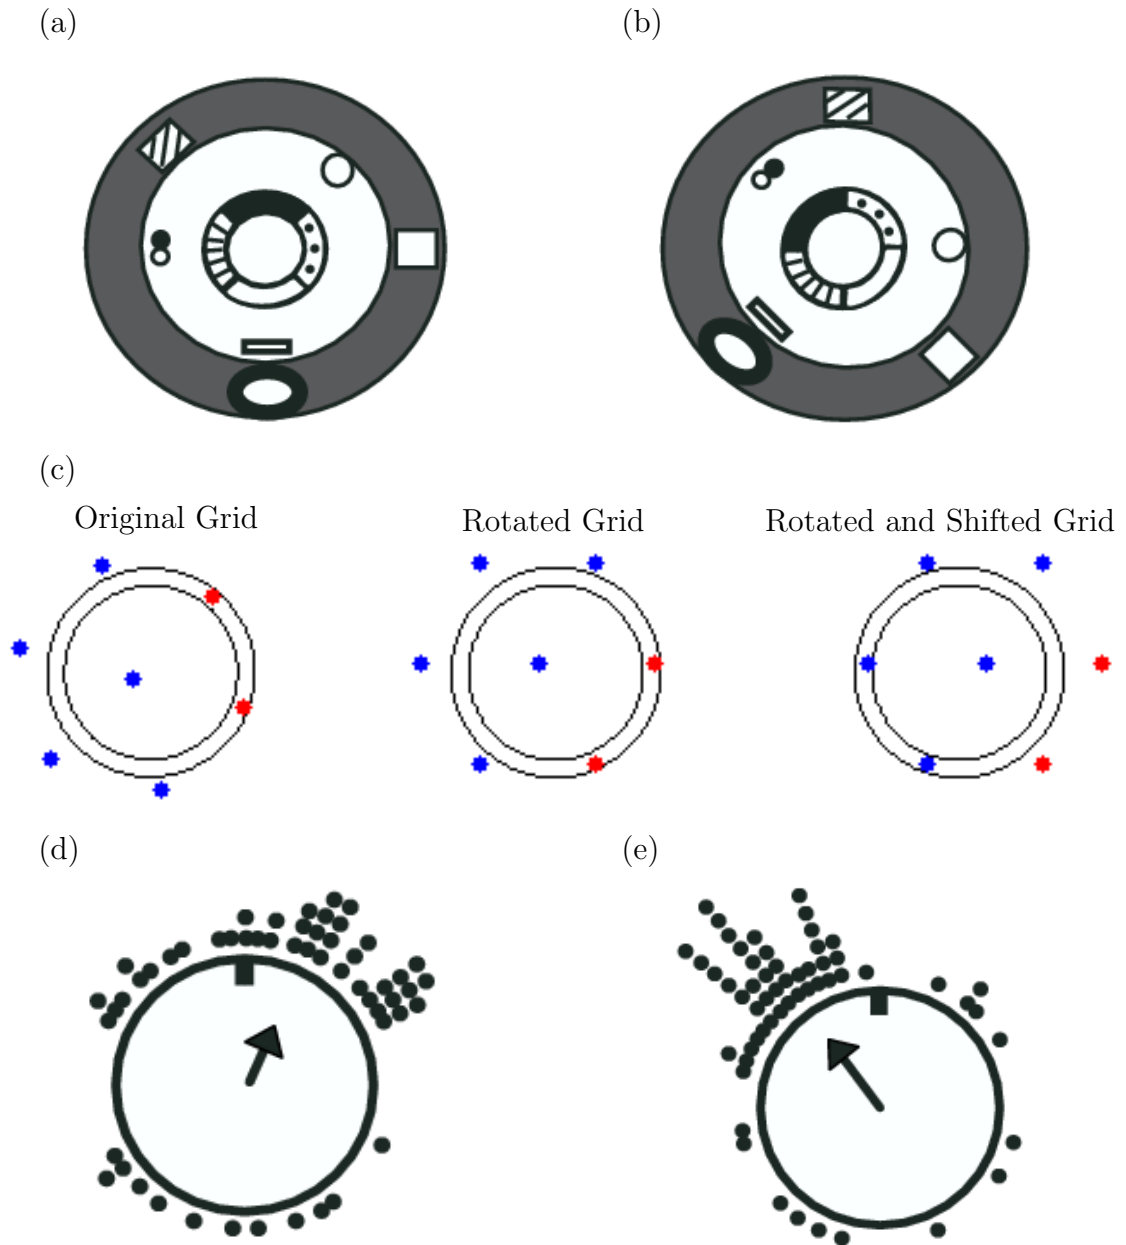 (a)
(b)
(c)
Original Grid
Rotated Grid
Rotated and Shifted Grid
(d)
(e)